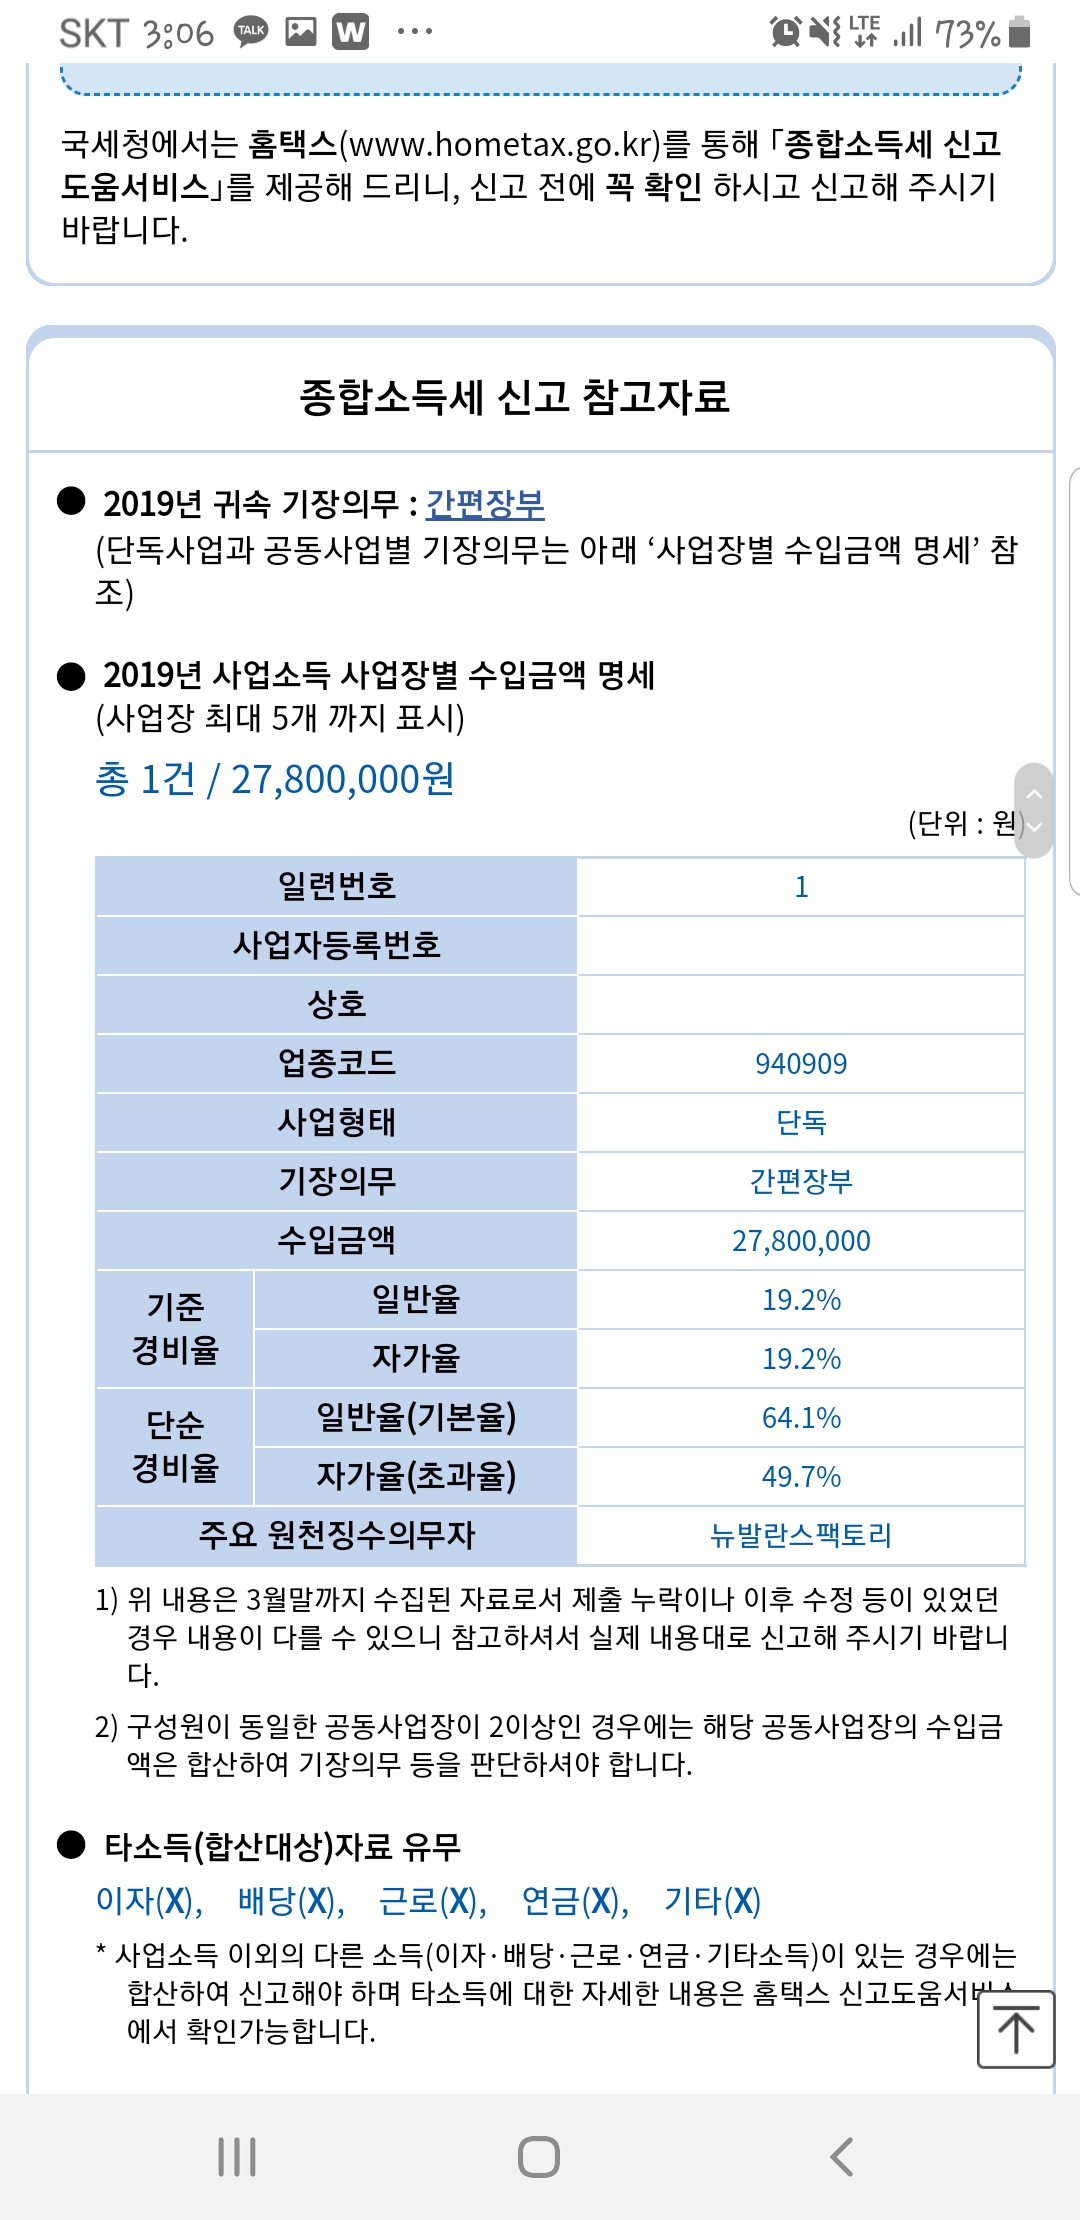 SKT 3:06 TALK W ... LTE 73%
국세청에서는 홈택스(www.hometax.go.kr)를 통해 ｢종합소득세 신고
도움서비스｣를 제공해 드리니, 신고 전에 꼭 확인 하시고 신고해 주시기
바랍니다.
종합소득세 신고 참고자료
● 2019년 귀속 기장의무 : 간편장부
(단독사업과 공동사업별 기장의무는 아래 ‘사업장별 수입금액 명세’ 참
조)
● 2019년 사업소득 사업장별 수입금액 명세
(사업장 최대 5개 까지 표시)
총 1건 / 27,800,000원
(단위 : 원)
일련번호 1
사업자등록번호
상호
업종코드 940909
사업형태 단독
기장의무 간편장부
수입금액 27,800,000
기준
경비율
일반율 19.2%
자가율 19.2%
단순
경비율
일반율(기본율) 64.1%
자가율(초과율) 49.7%
주요 원천징수의무자 뉴발란스팩토리
1) 위 내용은 3월말까지 수집된 자료로서 제출 누락이나 이후 수정 등이 있었던
경우 내용이 다를 수 있으니 참고하셔서 실제 내용대로 신고해 주시기 바랍니
다.
2) 구성원이 동일한 공동사업장이 2이상인 경우에는 해당 공동사업장의 수입금
액은 합산하여 기장의무 등을 판단하셔야 합니다.
● 타소득(합산대상)자료 유무
이자(X), 배당(X), 근로(X), 연금(X), 기타(X)
* 사업소득 이외의 다른 소득(이자·배당·근로·연금·기타소득)이 있는 경우에는
합산하여 신고해야 하며 타소득에 대한 자세한 내용은 홈택스 신고도움서비스
에서 확인가능합니다.